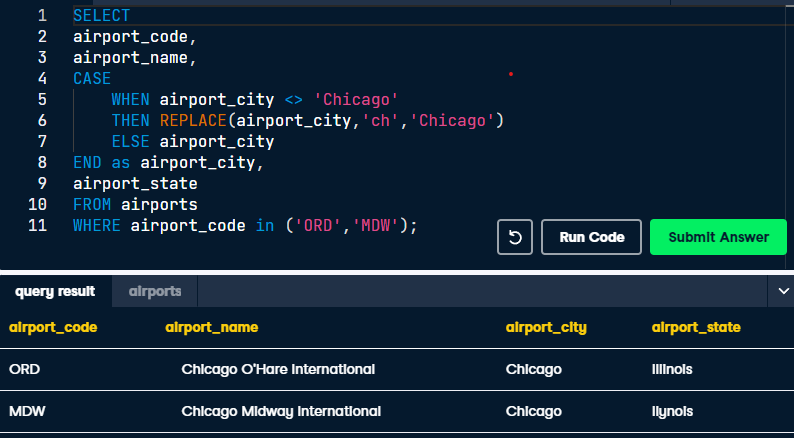 1 SELECT
2 airport_code,
3 airport_name,
4 CASE
5 WHEN airport_city <> 'Chicago'
6 THEN REPLACE(airport_city,'ch','Chicago')
7 ELSE airport_city
8 END as airport_city,
9 airport_state
10 FROM airports
11 WHERE airport_code in ('ORD','MDW');
Run Code Submit Answer
query result airports
airport_code airport_name airport_city airport_state
ORD Chicago O'Hare International Chicago Illinois
MDW Chicago Midway International Chicago Ilynois